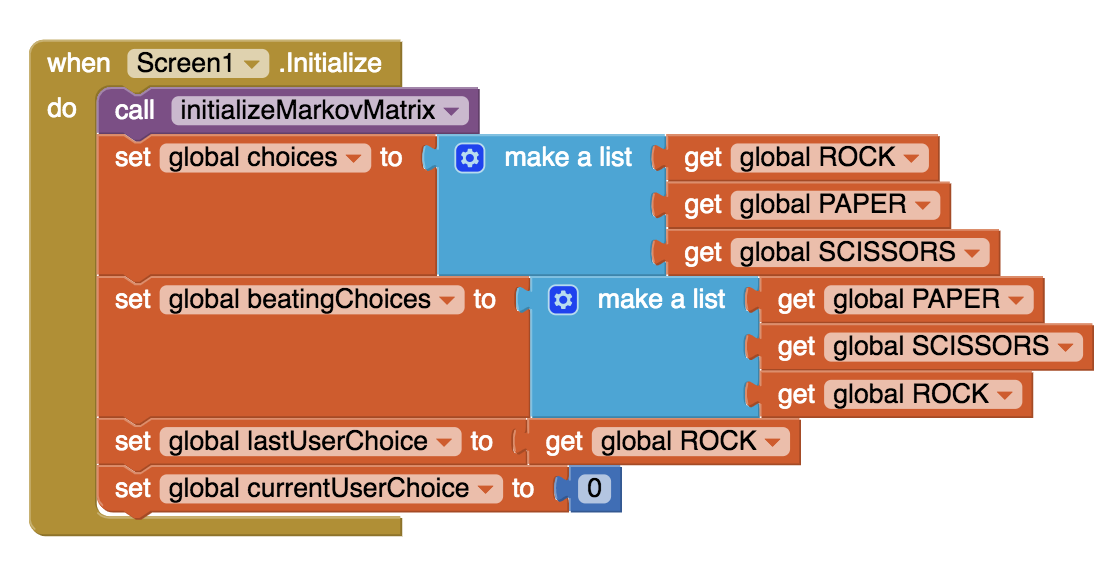 when Screen1 .Initialize
do call initializeMarkovMatrix
set global choices to make a list get global ROCK
get global PAPER
get global SCISSORS
set global beatingChoices to make a list get global PAPER
get global SCISSORS
get global ROCK
set global lastUserChoice to get global ROCK
set global currentUserChoice to 0